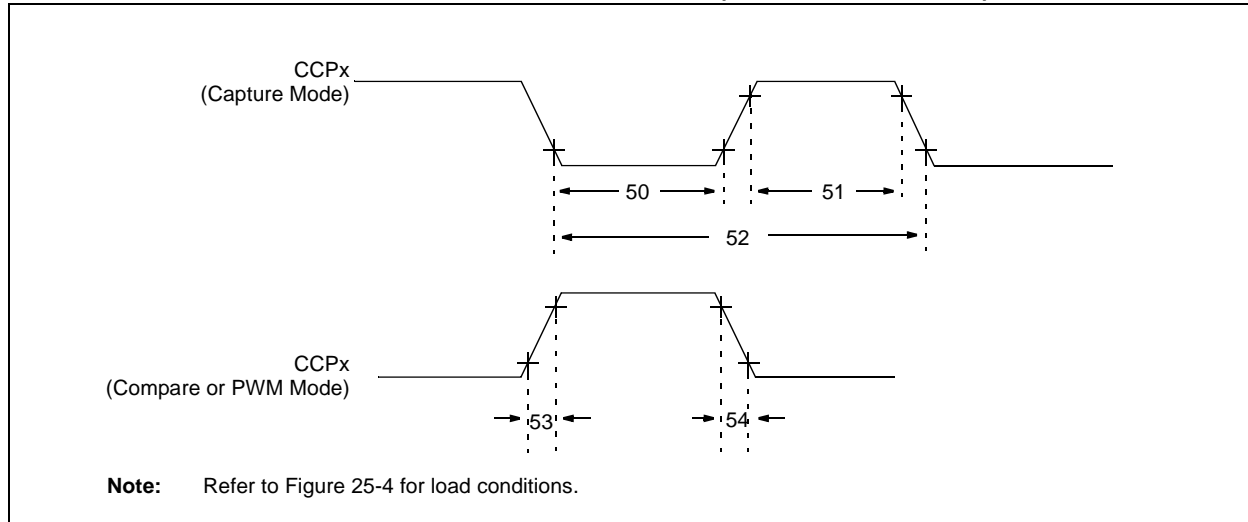 CCPx
(Capture Mode)
50
51
52
CCPx
(Compare or PWM Mode)
53
54
Note: Refer to Figure 25-4 for load conditions.